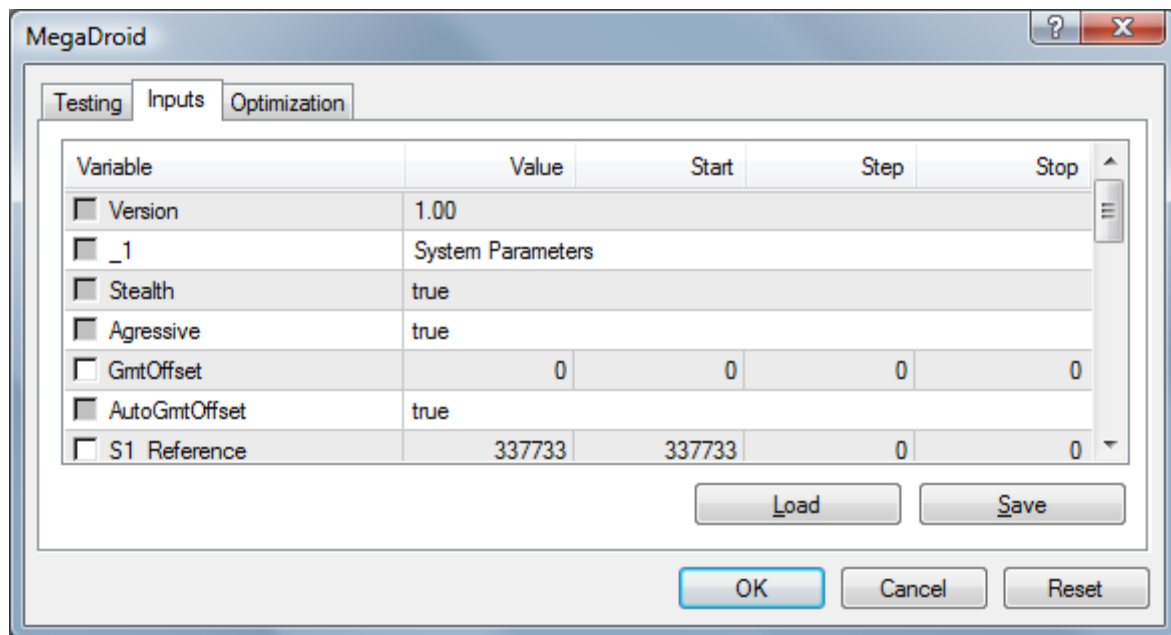 MegaDroid
Testing Inputs Optimization
Variable Value Start Step Stop
Version 1.00
_1 System Parameters
Stealth true
Agressive true
GmtOffset 0 0 0 0
AutoGmtOffset true
S1_Reference 337733 337733 0 0
Load Save
OK Cancel Reset